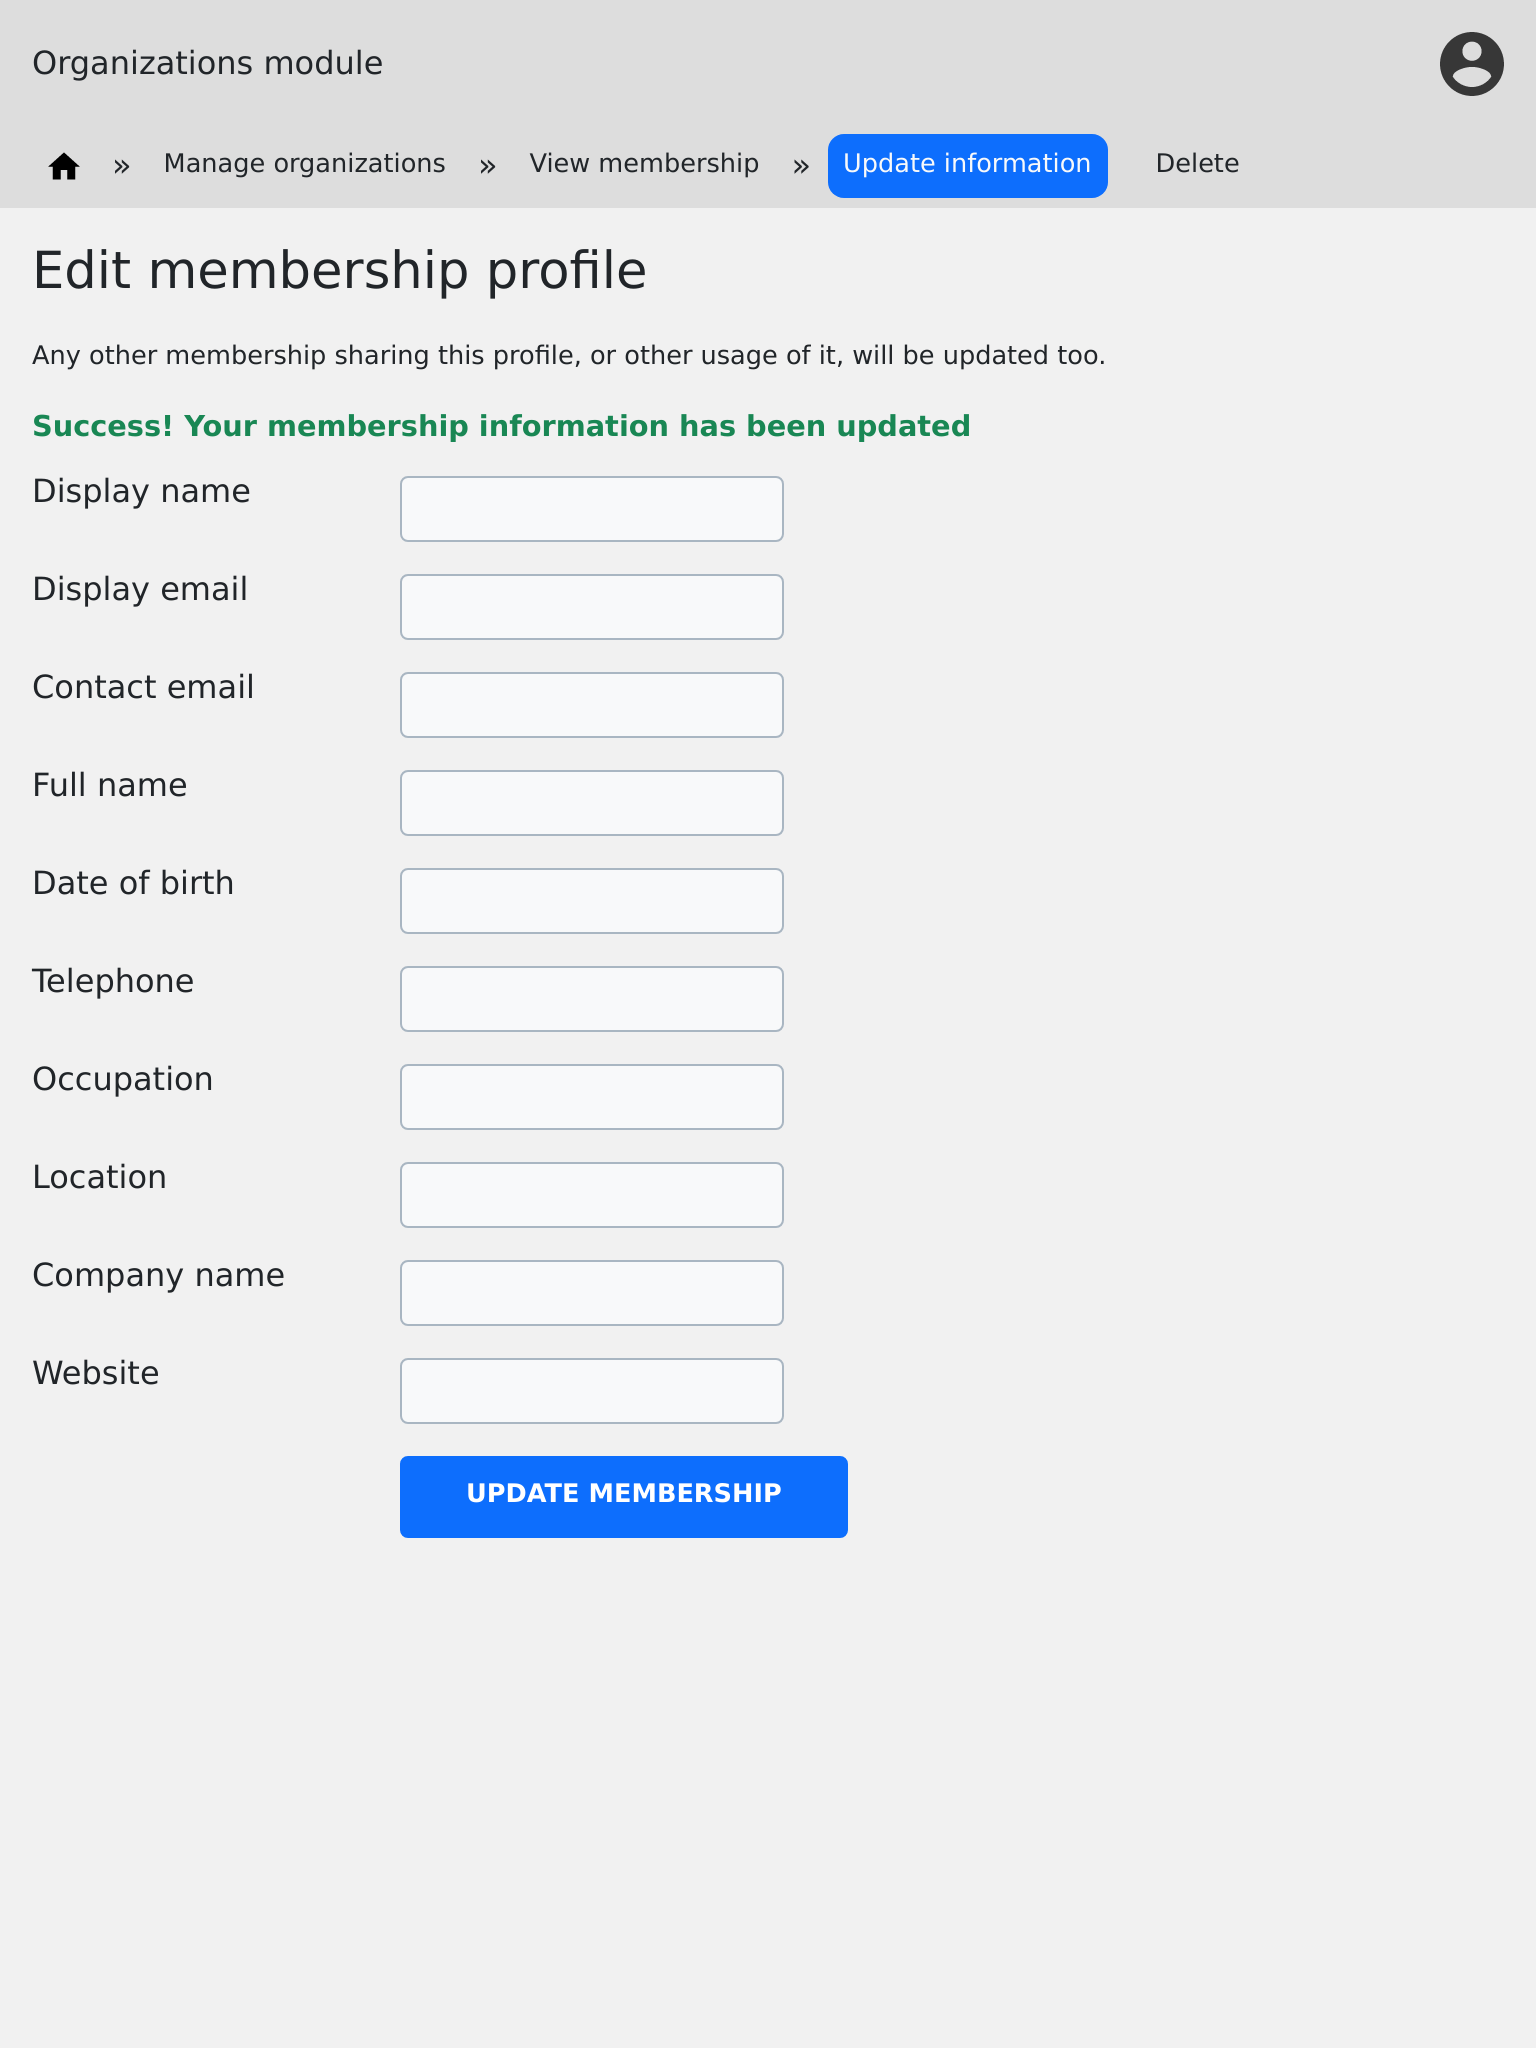 Organizations module
» Manage organizations » View membership » Update information Delete
Edit membership profile
Any other membership sharing this profile, or other usage of it, will be updated too.
Success! Your membership information has been updated
Display name
Display email
Contact email
Full name
Date of birth
Telephone
Occupation
Location
Company name
Website
UPDATE MEMBERSHIP